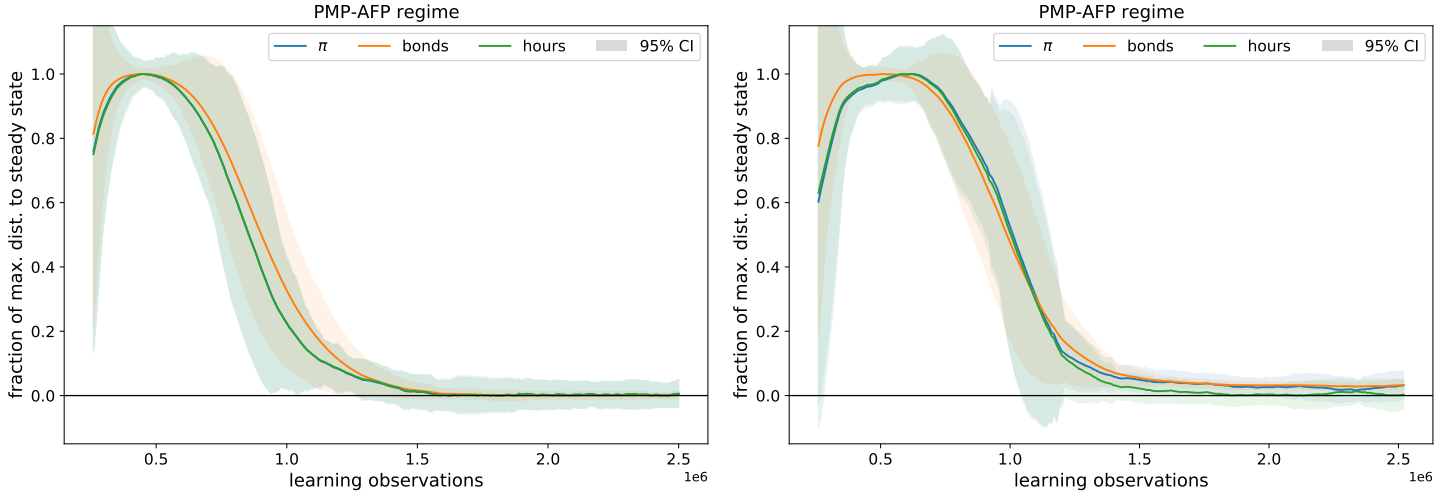 PMP-AFP regime
π bonds hours 95% CI
fraction of max. dist. to steady state
1.0
0.8
0.6
0.4
0.2
0.0
0.5 1.0 1.5 2.0 2.5
1e6
learning observations
PMP-AFP regime
π bonds hours 95% CI
fraction of max. dist. to steady state
1.0
0.8
0.6
0.4
0.2
0.0
0.5 1.0 1.5 2.0 2.5
1e6
learning observations